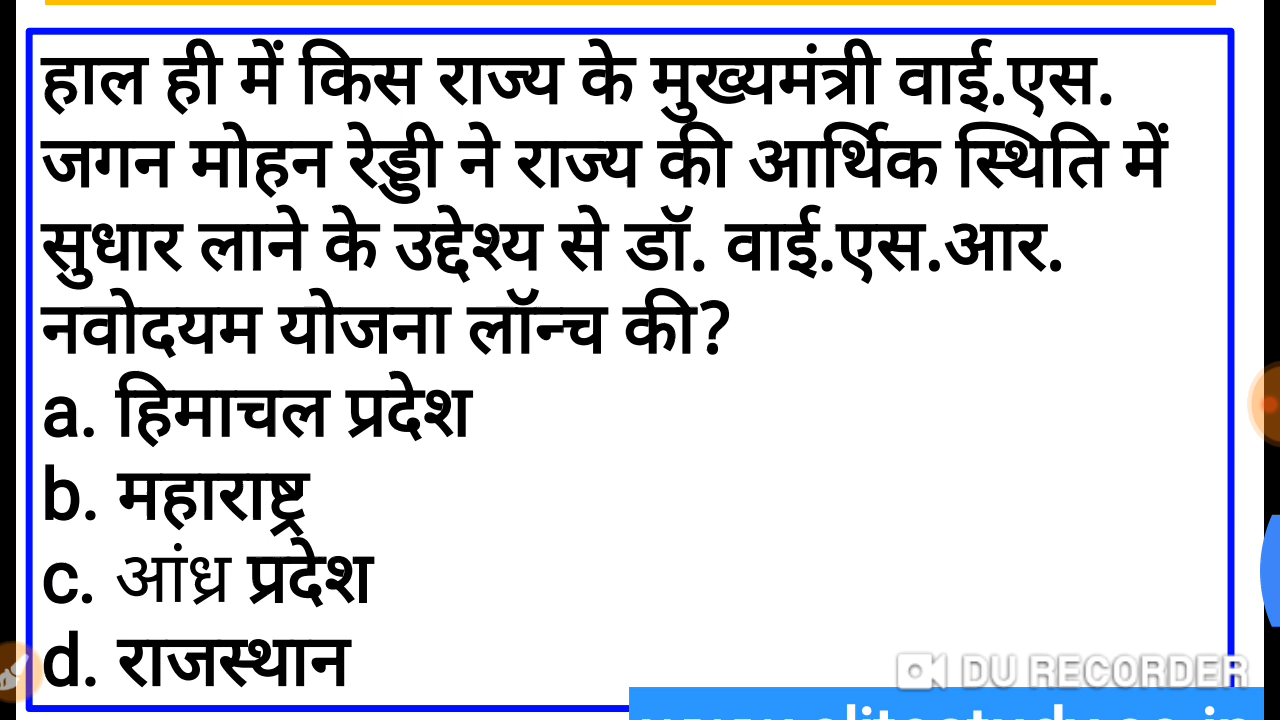 हाल ही में किस राज्य के मुख्यमंत्री वाई.एस.
जगन मोहन रेड्डी ने राज्य की आर्थिक स्थिति में
सुधार लाने के उद्देश्य से डॉ. वाई.एस.आर.
नवोदयम योजना लॉन्च की?
a. हिमाचल प्रदेश
b. महाराष्ट्र
c. आंध्र प्रदेश
d. राजस्थान
DU RECORDER